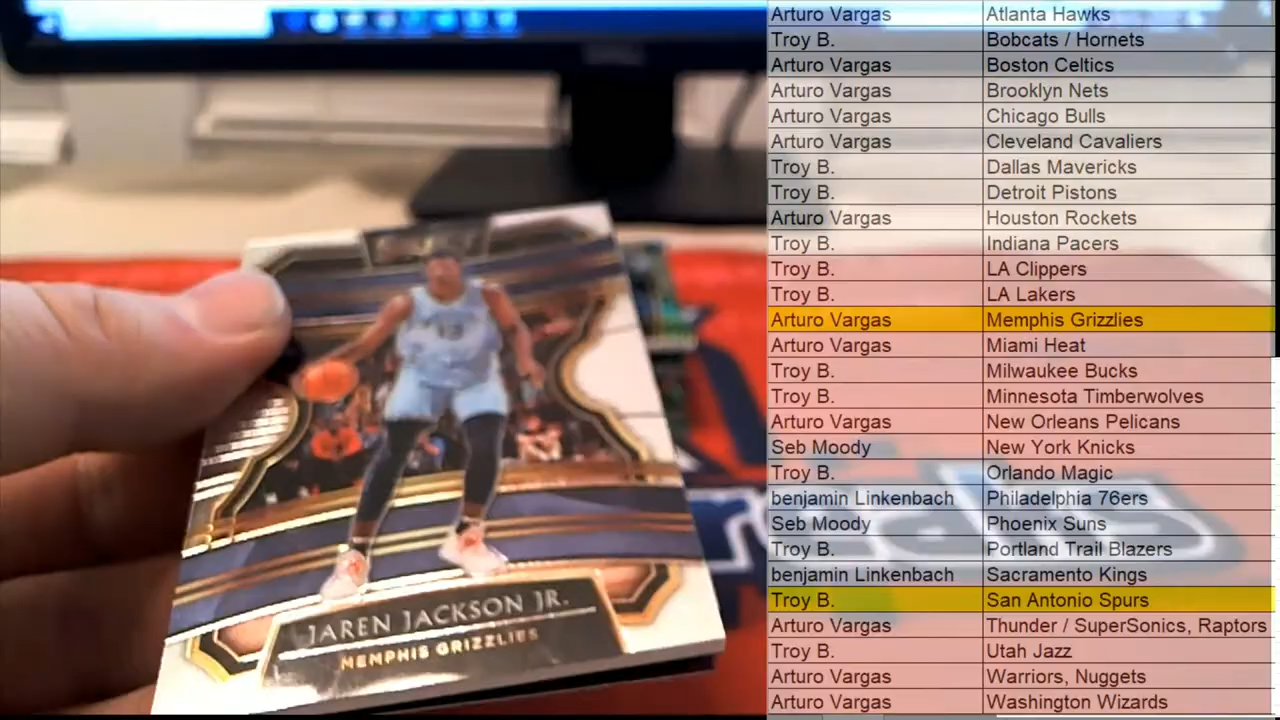 Arturo Vargas Atlanta Hawks
Troy B. Bobcats / Hornets
Arturo Vargas Boston Celtics
Arturo Vargas Brooklyn Nets
Arturo Vargas Chicago Bulls
Arturo Vargas Cleveland Cavaliers
Troy B. Dallas Mavericks
Troy B. Detroit Pistons
Arturo Vargas Houston Rockets
Troy B. Indiana Pacers
Troy B. LA Clippers
Troy B. LA Lakers
Arturo Vargas Memphis Grizzlies
Arturo Vargas Miami Heat
Troy B. Milwaukee Bucks
Troy B. Minnesota Timberwolves
Arturo Vargas New Orleans Pelicans
Seb Moody New York Knicks
Troy B. Orlando Magic
benjamin Linkenbach Philadelphia 76ers
Seb Moody Phoenix Suns
Troy B. Portland Trail Blazers
benjamin Linkenbach Sacramento Kings
Troy B. San Antonio Spurs
Arturo Vargas Thunder / SuperSonics, Raptors
Troy B. Utah Jazz
Arturo Vargas Warriors, Nuggets
Arturo Vargas Washington Wizards
13
JAREN JACKSON JR.
MEMPHIS GRIZZLIES